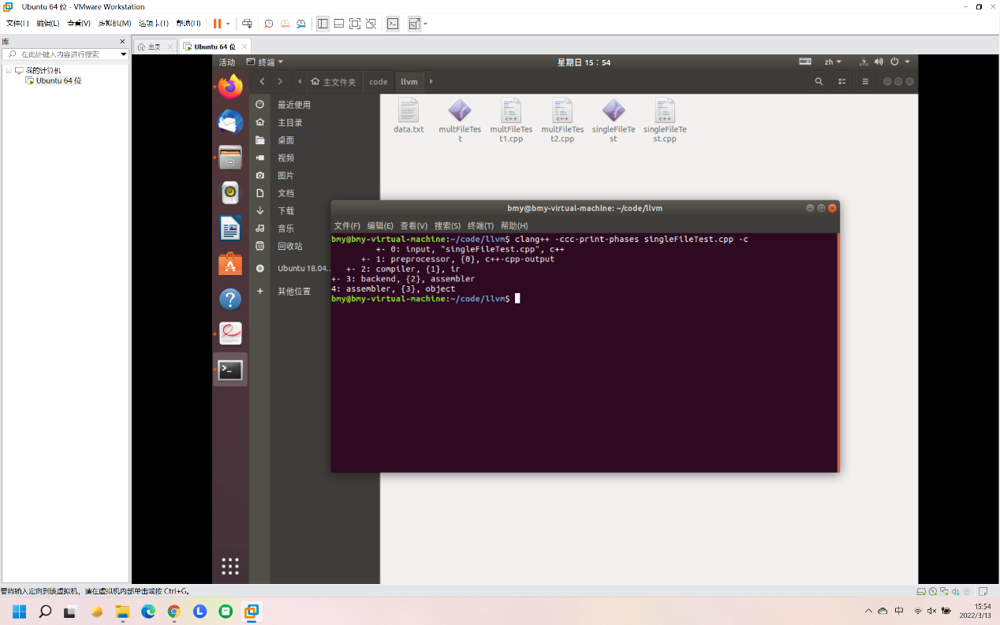 Ubuntu 64 位 - VMware Workstation
文件(F) 编辑(E) 查看(V) 虚拟机(M) 选项卡(T) 帮助(H)
库
在此处键入内容进行搜索
我的计算机
Ubuntu 64 位
主页
Ubuntu 64 位
活动 终端 星期日 15：54 zh
主文件夹 code llvm
最近使用
主目录
桌面
视频
图片
文档
下载
音乐
回收站
Ubuntu 18.04...
其他位置
data.txt
multFileTes
t
multFileTes
t1.cpp
multFileTes
t2.cpp
singleFileTe
st
singleFileTe
st.cpp
bmy@bmy-virtual-machine: ~/code/llvm
文件(F) 编辑(E) 查看(V) 搜索(S) 终端(T) 帮助(H)
bmy@bmy-virtual-machine:~/code/llvm$ clang++ -ccc-print-phases singleFileTest.cpp -c
+- 0: input, "singleFileTest.cpp", c++
+- 1: preprocessor, {0}, c++-cpp-output
+- 2: compiler, {1}, ir
+- 3: backend, {2}, assembler
4: assembler, {3}, object
bmy@bmy-virtual-machine:~/code/llvm$
要将输入定向到该虚拟机，请在虚拟机内部单击或按 Ctrl+G。
中
15:54
2022/3/13